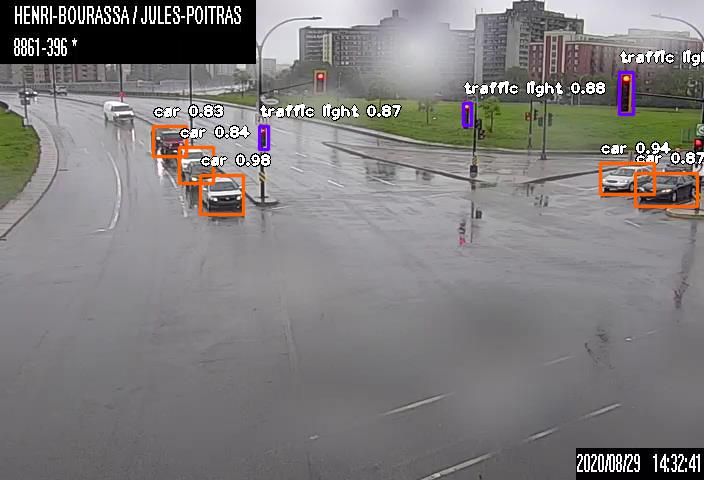 HENRI-BOURASSA / JULES-POITRAS
8861-396 *
traffic lig
traffic light 0.88
car 0.83
traffic light 0.87
car 0.84
car 0.94
car 0.98
car 0.87
2020/08/29 14:32:41